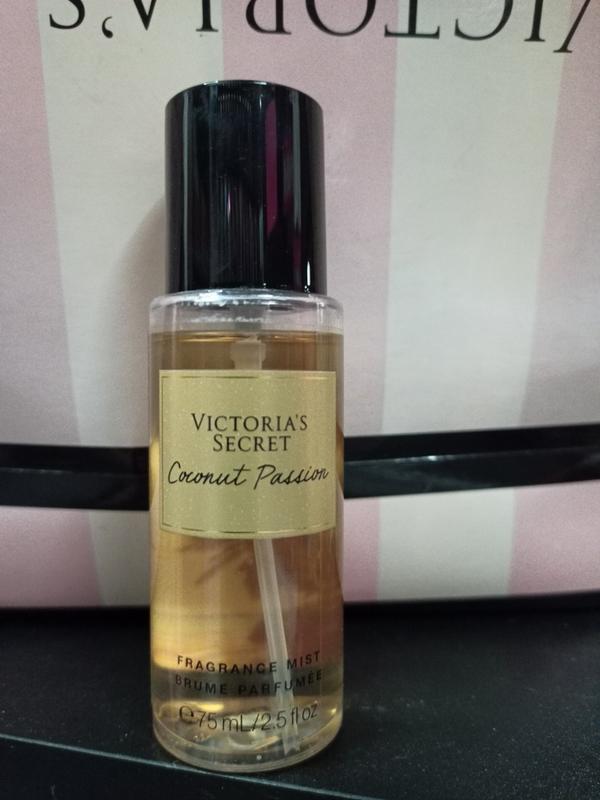 VICTORIA'S
VICTORIA'S
SECRET
Coconut Passion
FRAGRANCE MIST
BRUME PARFUMÉE
℮75 mL/2.5 fl oz